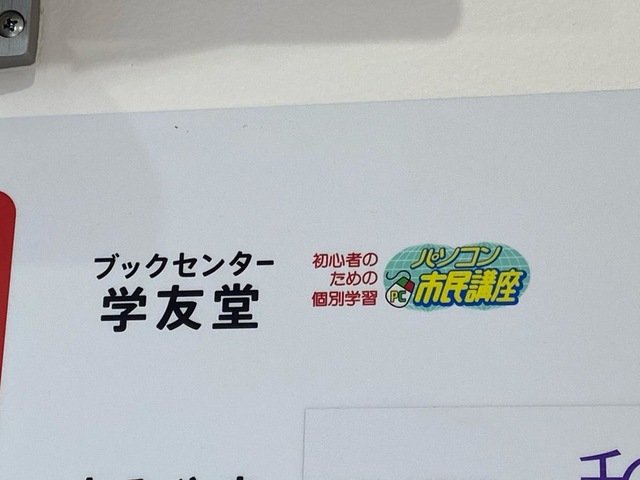 ブックセンター
学友堂
初心者の
ための
個別学習
パソコン
PC
市民講座